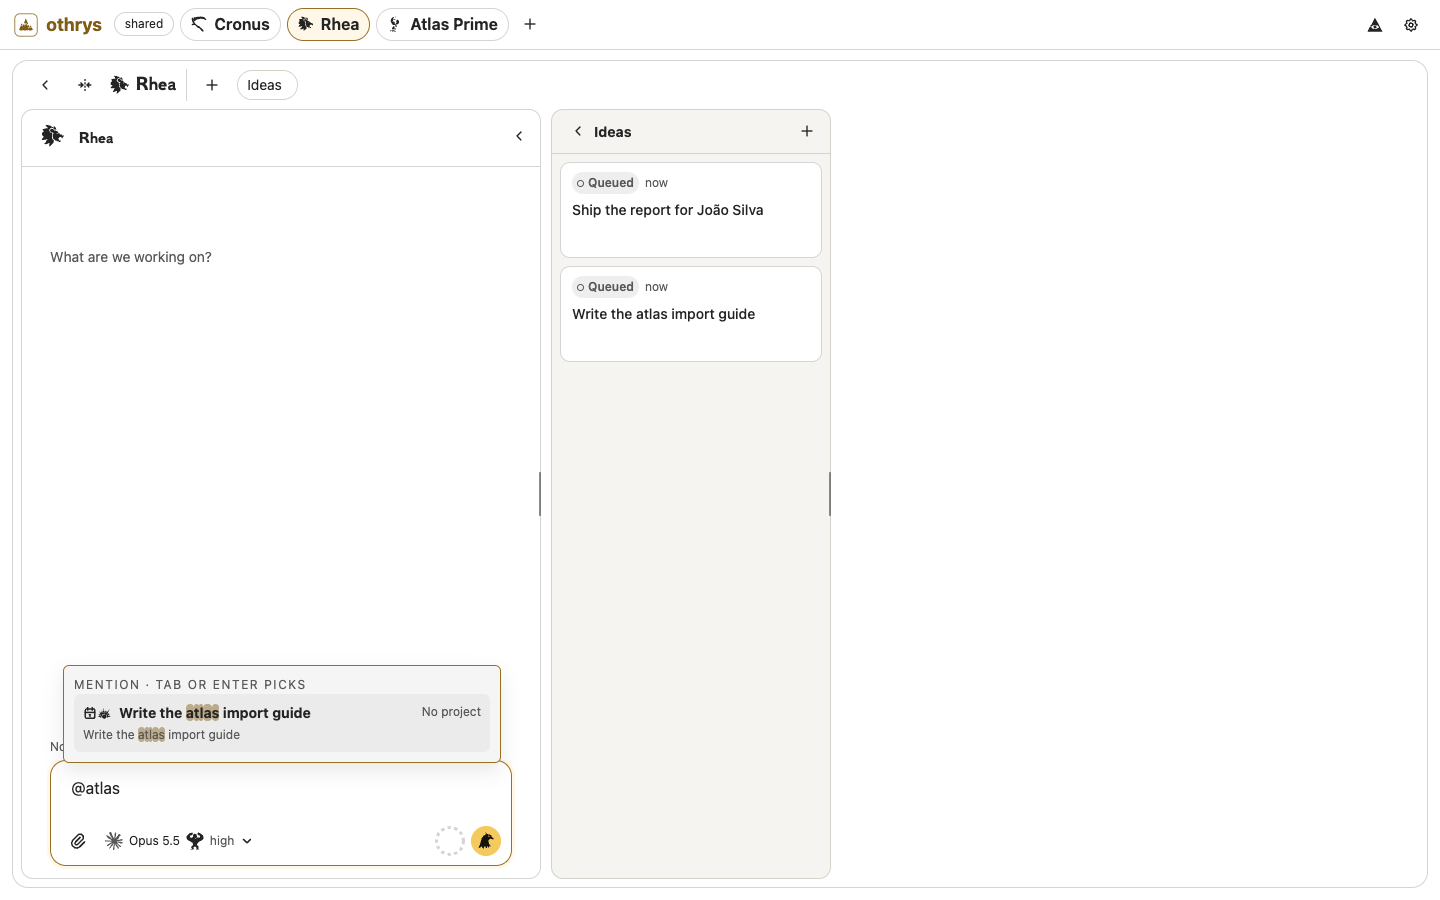 othrys
shared
Cronus
Rhea
Atlas Prime
Rhea
Ideas
Rhea
What are we working on?
Ideas
Queued now
Ship the report for João Silva
Queued now
Write the atlas import guide
MENTION · TAB OR ENTER PICKS
Write the atlas import guide No project
Write the atlas import guide
No
@atlas
Opus 5.5 high